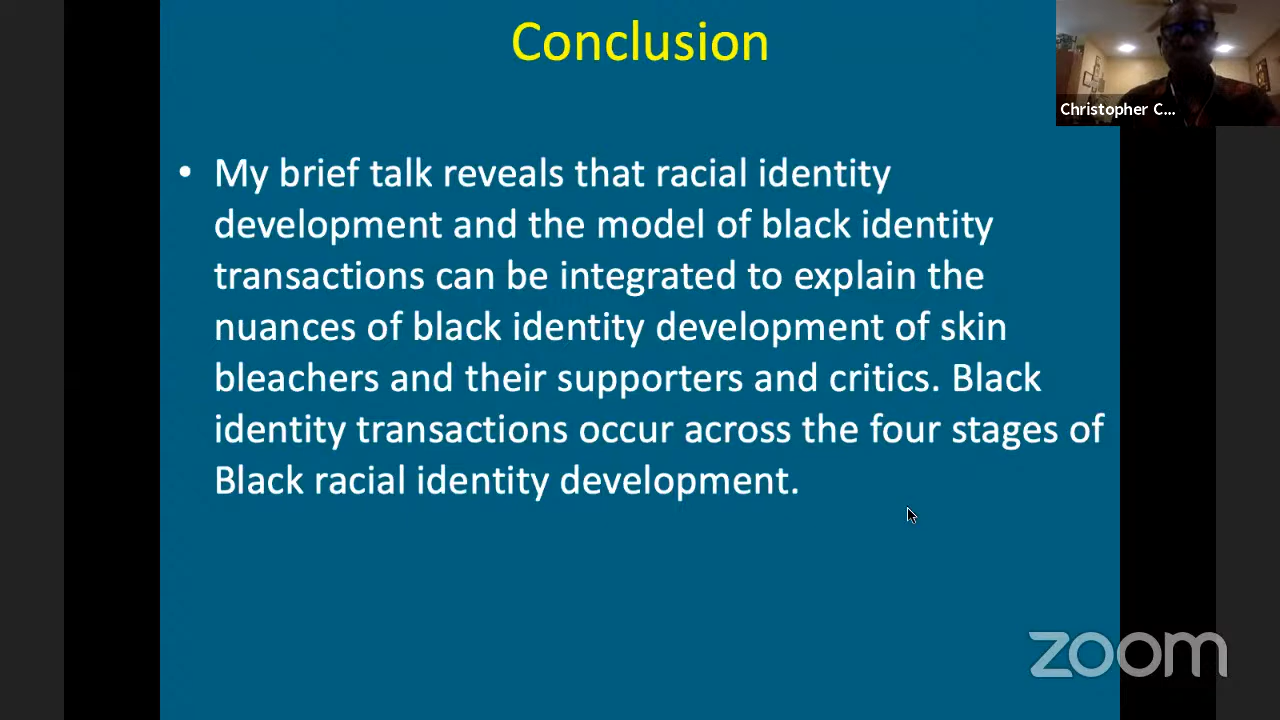 Conclusion
Christopher C...
• My brief talk reveals that racial identity
development and the model of black identity
transactions can be integrated to explain the
nuances of black identity development of skin
bleachers and their supporters and critics. Black
identity transactions occur across the four stages of
Black racial identity development.
zoom